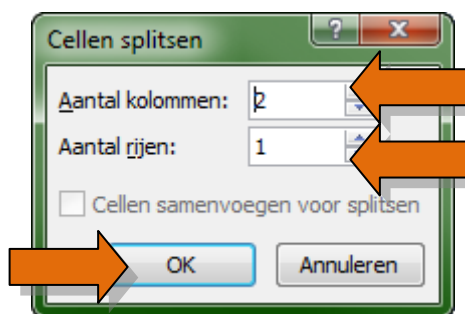 Cellen splitsen
Aantal kolommen: 2
Aantal rijen: 1
Cellen samenvoegen voor splitsen
OK Annuleren